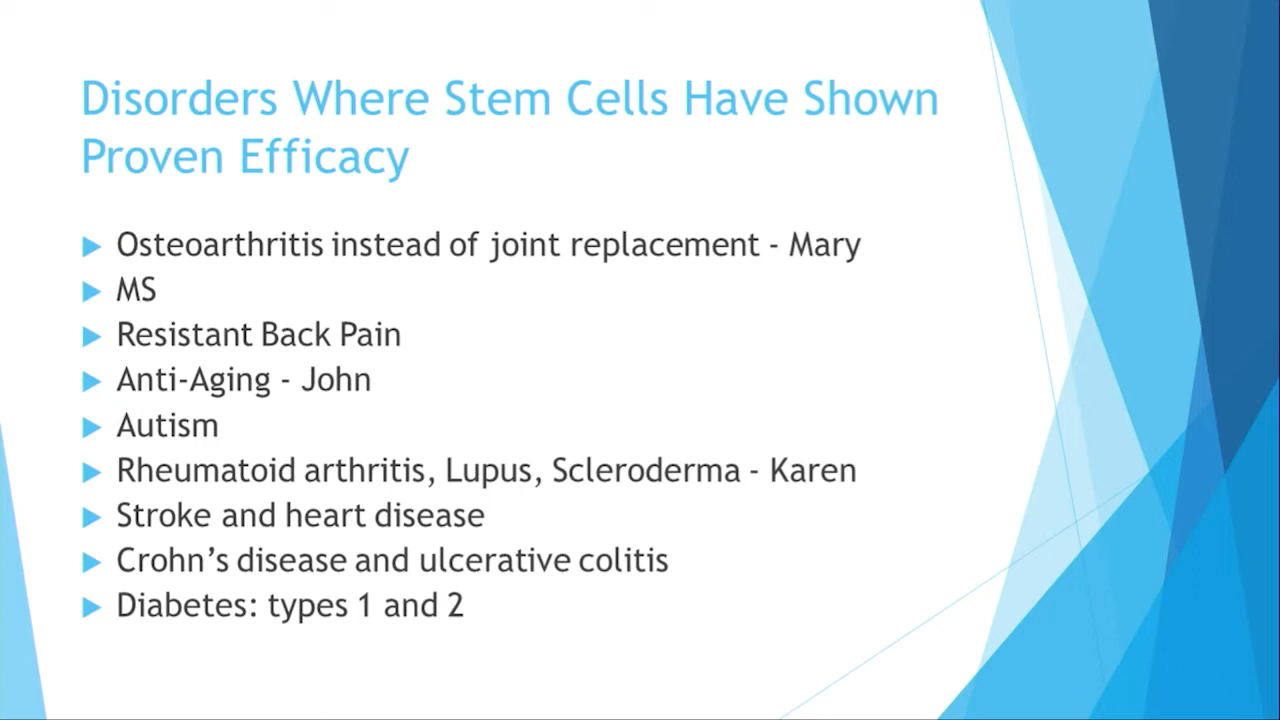 Disorders Where Stem Cells Have Shown
Proven Efficacy
Osteoarthritis instead of joint replacement - Mary
MS
Resistant Back Pain
Anti-Aging - John
Autism
Rheumatoid arthritis, Lupus, Scleroderma - Karen
Stroke and heart disease
Crohn’s disease and ulcerative colitis
Diabetes: types 1 and 2